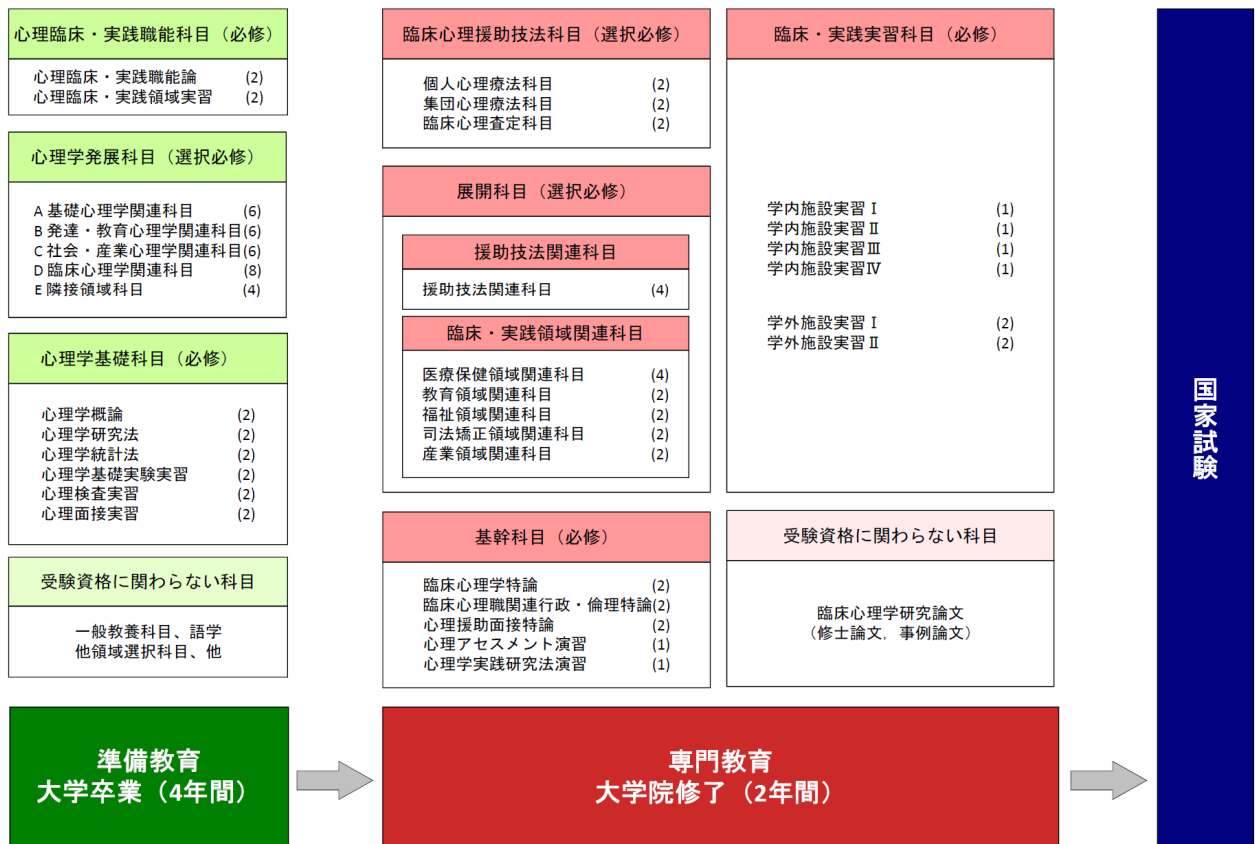 心理臨床・実践職能科目（必修）
心理臨床・実践職能論 (2)
心理臨床・実践領域実習 (2)
心理学発展科目（選択必修）
A 基礎心理学関連科目 (6)
B 発達・教育心理学関連科目(6)
C 社会・産業心理学関連科目(6)
D 臨床心理学関連科目 (8)
E 隣接領域科目 (4)
心理学基礎科目（必修）
心理学概論 (2)
心理学研究法 (2)
心理学統計法 (2)
心理学基礎実験実習 (2)
心理検査実習 (2)
心理面接実習 (2)
受験資格に関わらない科目
一般教養科目、語学
他領域選択科目、他
準備教育
大学卒業（4年間）
臨床心理援助技法科目（選択必修）
個人心理療法科目 (2)
集団心理療法科目 (2)
臨床心理査定科目 (2)
展開科目（選択必修）
援助技法関連科目
援助技法関連科目 (4)
臨床・実践領域関連科目
医療保健領域関連科目 (4)
教育領域関連科目 (2)
福祉領域関連科目 (2)
司法矯正領域関連科目 (2)
産業領域関連科目 (2)
基幹科目（必修）
臨床心理学特論 (2)
臨床心理職関連行政・倫理特論(2)
心理援助面接特論 (2)
心理アセスメント演習 (1)
心理学実践研究法演習 (1)
臨床・実践実習科目（必修）
学内施設実習Ⅰ (1)
学内施設実習Ⅱ (1)
学内施設実習Ⅲ (1)
学内施設実習Ⅳ (1)
学外施設実習Ⅰ (2)
学外施設実習Ⅱ (2)
受験資格に関わらない科目
臨床心理学研究論文
（修士論文，事例論文）
専門教育
大学院修了（2年間）
国家試験